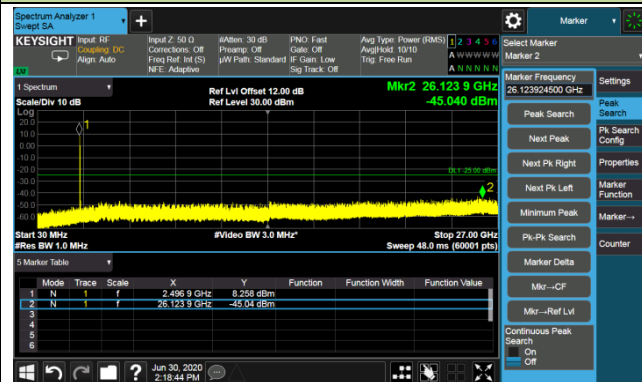 Spectrum Analyzer 1
Swept SA
Marker
KEYSIGHT
Input: RF
Coupling: DC
Align: Auto
Input Z: 50 Ω
Corrections: Off
Freq Ref: Int (S)
NFE: Adaptive
#Atten: 30 dB
Preamp: Off
µW Path: Standard
PNO: Fast
Gate: Off
IF Gain: Low
Sig Track: Off
Avg Type: Power (RMS)
Avg|Hold: 10/10
Trig: Free Run
1 2 3 4 5 6
A W W W W W
A N N N N N
LXI
Select Marker
Marker 2
Marker Frequency
26.123924500 GHz
Peak Search
Next Peak
Next Pk Right
Next Pk Left
Minimum Peak
Pk-Pk Search
Marker Delta
Mkr→CF
Mkr→Ref Lvl
Continuous Peak
Search
On
Off
Settings
Peak
Search
Pk Search
Config
Properties
Marker
Function
Marker→
Counter
1 Spectrum
Scale/Div 10 dB
Ref Lvl Offset 12.00 dB
Ref Level 30.00 dBm
Mkr2 26.123 9 GHz
-45.040 dBm
Log
20.0
10.0
0.00
-10.0
-20.0
-30.0
-40.0
-50.0
-60.0
1
DL1 -25.00 dBm
2
Start 30 MHz
#Res BW 1.0 MHz
#Video BW 3.0 MHz*
Stop 27.00 GHz
Sweep 48.0 ms (60001 pts)
5 Marker Table
Mode Trace Scale X Y Function Function Width Function Value
1 N 1 f 2.496 9 GHz 8.258 dBm
2 N 1 f 26.123 9 GHz -45.04 dBm
3
4
5
6
?
Jun 30, 2020
2:18:44 PM